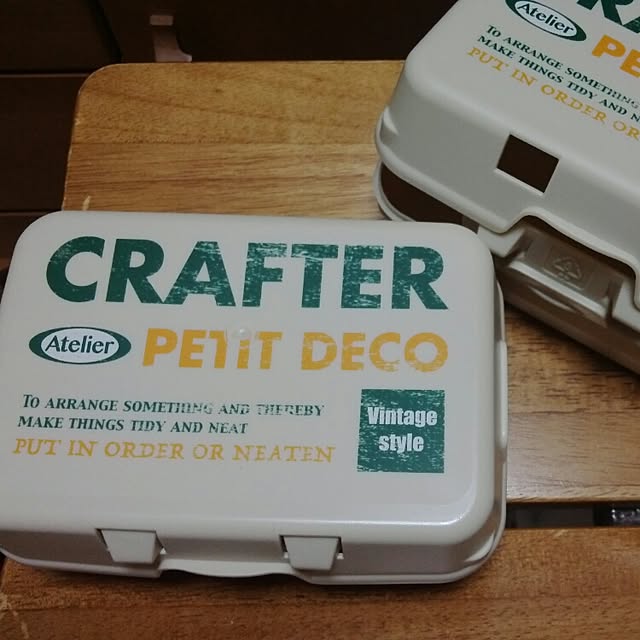 CRAFTER
Atelier PETIT DECO
TO ARRANGE SOMETHING AND THEREBY
MAKE THINGS TIDY AND NEAT
PUT IN ORDER OR NEATEN
Vintage
style
Atelier
TO ARRANGE SOMETHING
MAKE THINGS TIDY AND
PUT IN ORDER OR